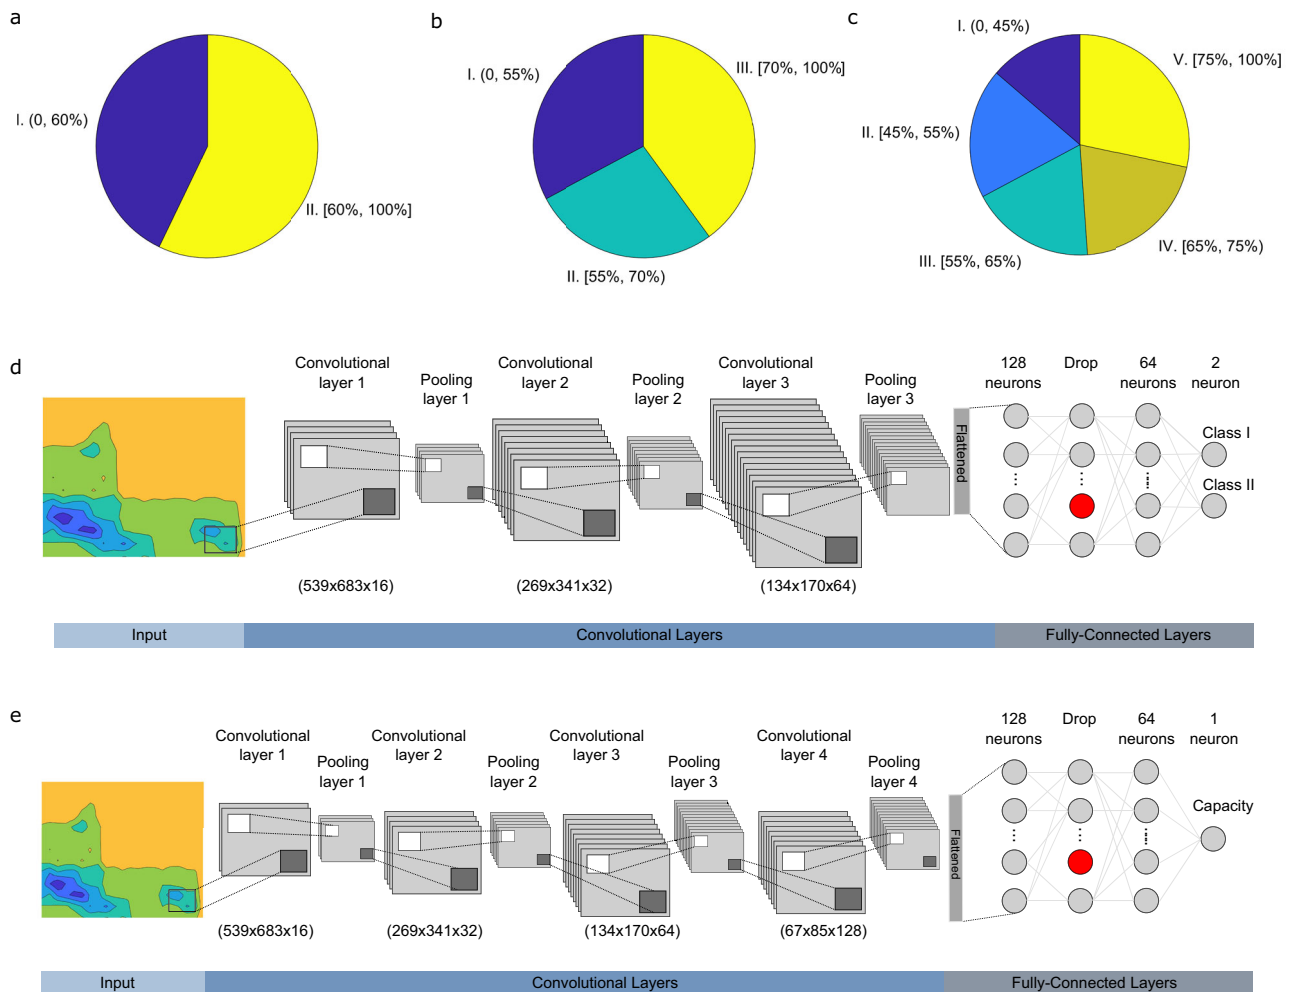 a
I. (0, 60%)
II. [60%, 100%]
b
I. (0, 55%)
III. [70%, 100%]
II. [55%, 70%)
c
I. (0, 45%)
V. [75%, 100%]
II. [45%, 55%)
III. [55%, 65%)
IV. [65%, 75%)
d
Convolutional
layer 1
Pooling
layer 1
Convolutional
layer 2
Pooling
layer 2
Convolutional
layer 3
Pooling
layer 3
Flattened
128
neurons
Drop
64
neurons
2
neuron
Class I
Class II
(539x683x16)
(269x341x32)
(134x170x64)
Input
Convolutional Layers
Fully-Connected Layers
e
Convolutional
layer 1
Pooling
layer 1
Convolutional
layer 2
Pooling
layer 2
Convolutional
layer 3
Pooling
layer 3
Convolutional
layer 4
Pooling
layer 4
Flattened
128
neurons
Drop
64
neurons
1
neuron
Capacity
(539x683x16)
(269x341x32)
(134x170x64)
(67x85x128)
Input
Convolutional Layers
Fully-Connected Layers